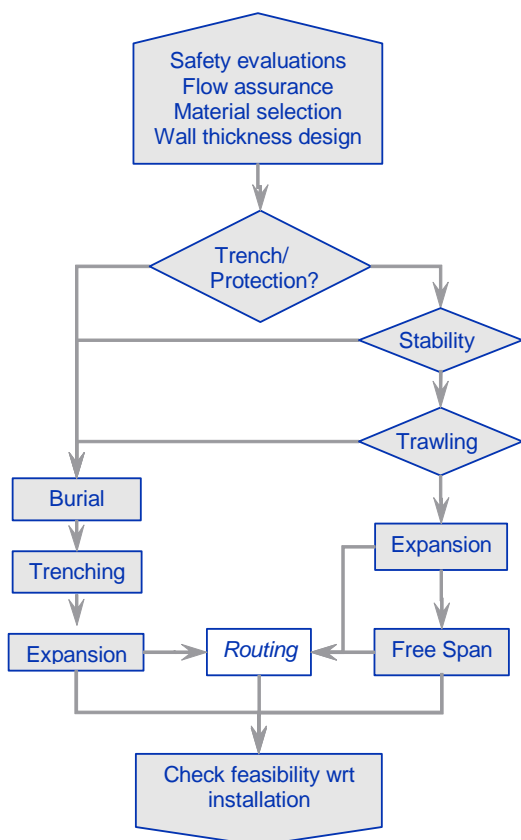 Safety evaluations
Flow assurance
Material selection
Wall thickness design
Trench/
Protection?
Stability
Trawling
Burial
Expansion
Trenching
Expansion
Routing
Free Span
Check feasibility wrt
installation